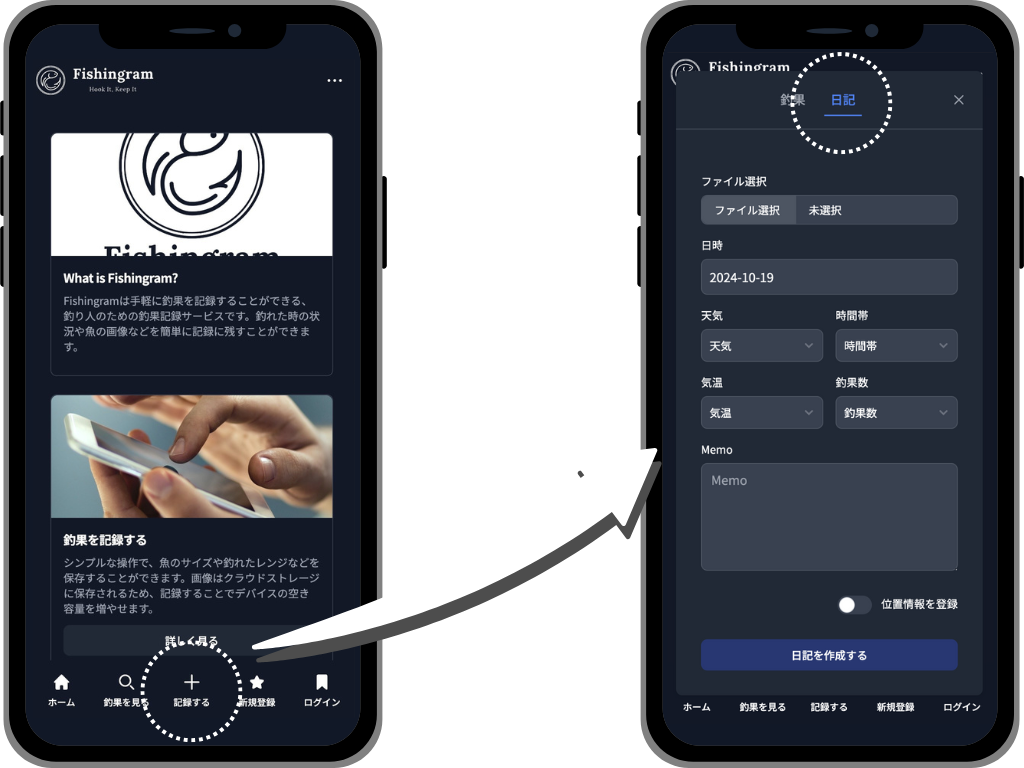 Fishingram
Hook It, Keep It
Fishingram
What is Fishingram?
Fishingramは手軽に釣果を記録することができる、
釣り人のための釣果記録サービスです。釣れた時の状
況や魚の画像などを簡単に記録に残すことができま
す。
釣果を記録する
シンプルな操作で、魚のサイズや釣れたレンジなどを
保存することができます。画像はクラウドストレージ
に保存されるため、記録することでデバイスの空き
容量を増やせます。
詳しく見る
ホーム
釣果を見る
記録する
新規登録
ログイン
Fishingram
釣果
日記
ファイル選択
ファイル選択
未選択
日時
2024-10-19
天気
時間帯
天気
時間帯
気温
釣果数
気温
釣果数
Memo
Memo
位置情報を登録
日記を作成する
ホーム
釣果を見る
記録する
新規登録
ログイン